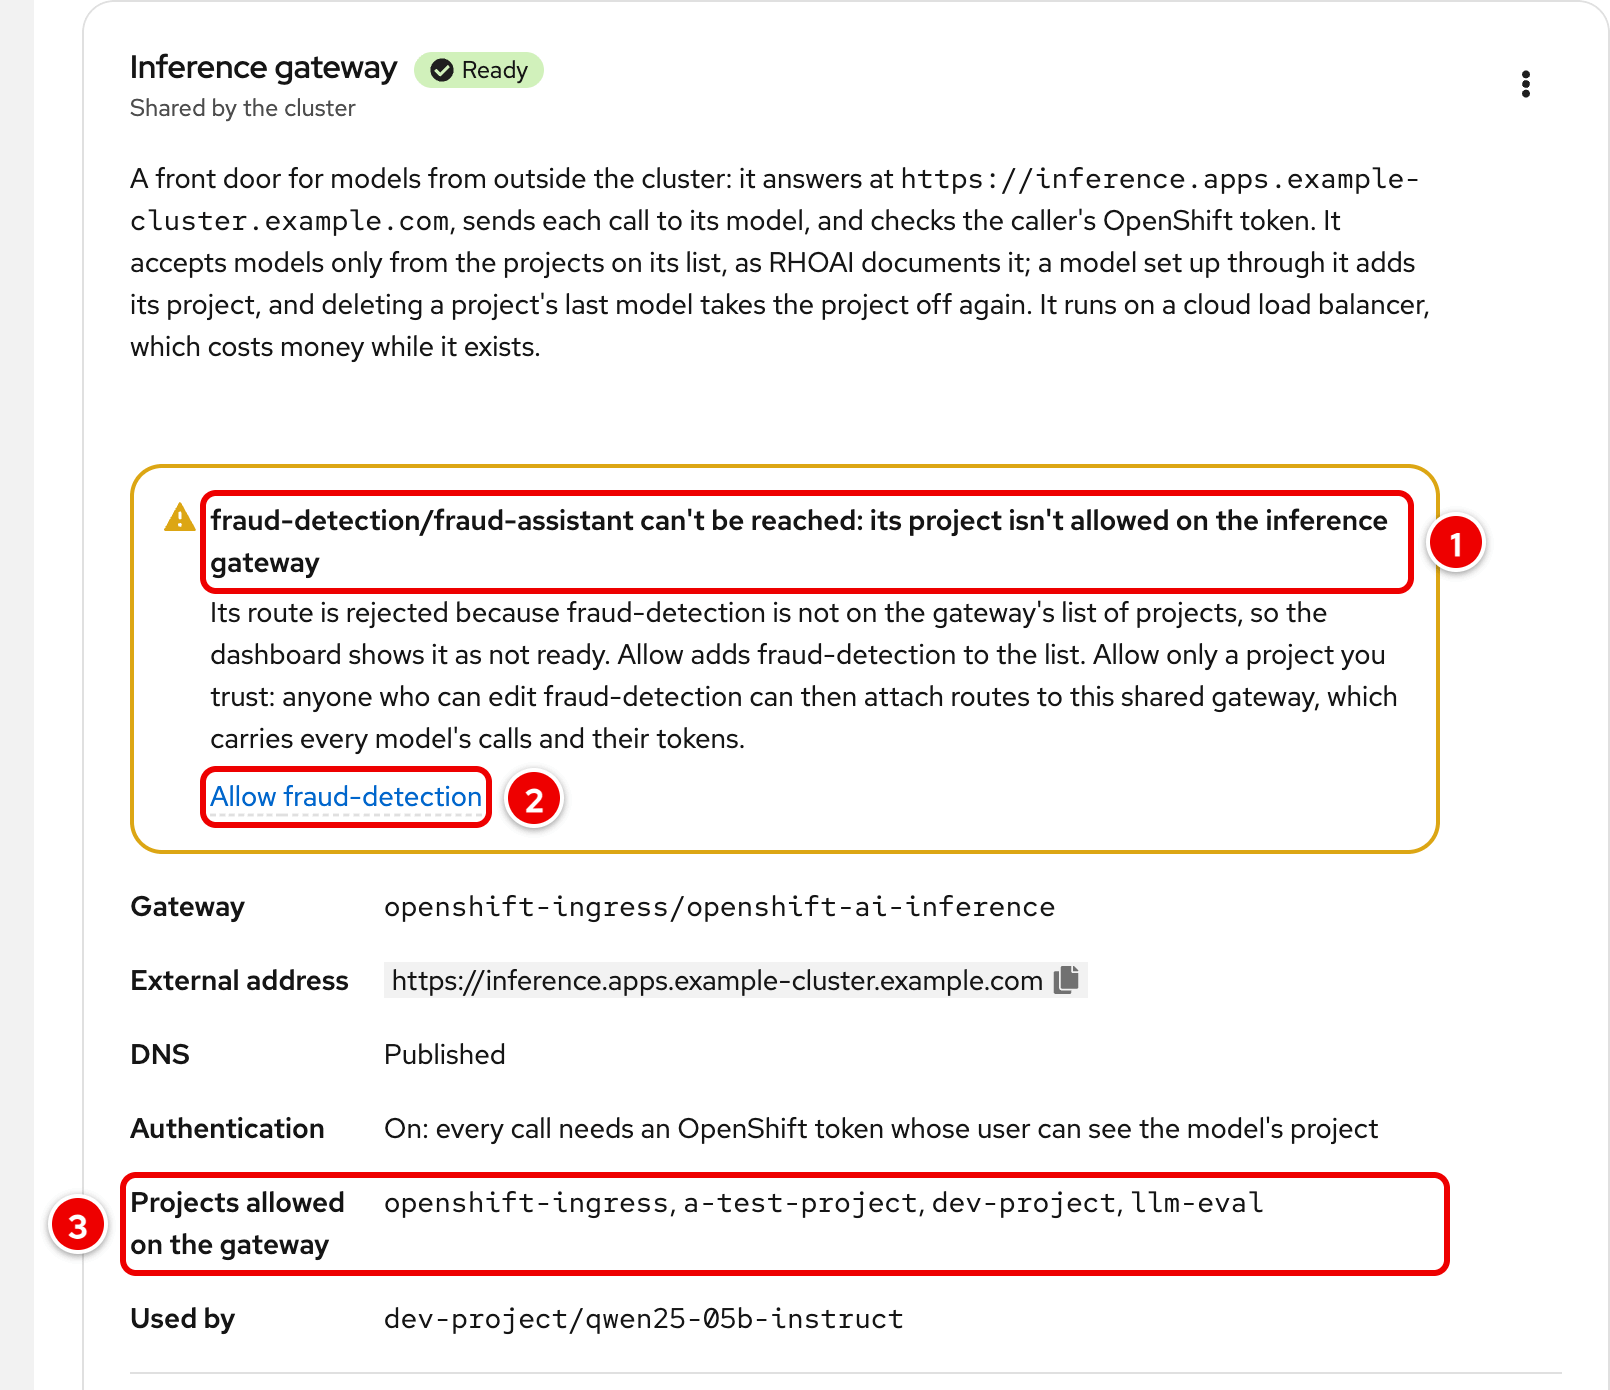 Inference gateway Ready
Shared by the cluster
A front door for models from outside the cluster: it answers at https://inference.apps.example-
cluster.example.com, sends each call to its model, and checks the caller's OpenShift token. It
accepts models only from the projects on its list, as RHOAI documents it; a model set up through it adds
its project, and deleting a project's last model takes the project off again. It runs on a cloud load balancer,
which costs money while it exists.
fraud-detection/fraud-assistant can't be reached: its project isn't allowed on the inference
gateway
1
Its route is rejected because fraud-detection is not on the gateway's list of projects, so the
dashboard shows it as not ready. Allow adds fraud-detection to the list. Allow only a project you
trust: anyone who can edit fraud-detection can then attach routes to this shared gateway, which
carries every model's calls and their tokens.
Allow fraud-detection 2
Gateway openshift-ingress/openshift-ai-inference
External address https://inference.apps.example-cluster.example.com
DNS Published
Authentication On: every call needs an OpenShift token whose user can see the model's project
3
Projects allowed openshift-ingress, a-test-project, dev-project, llm-eval
on the gateway
Used by dev-project/qwen25-05b-instruct